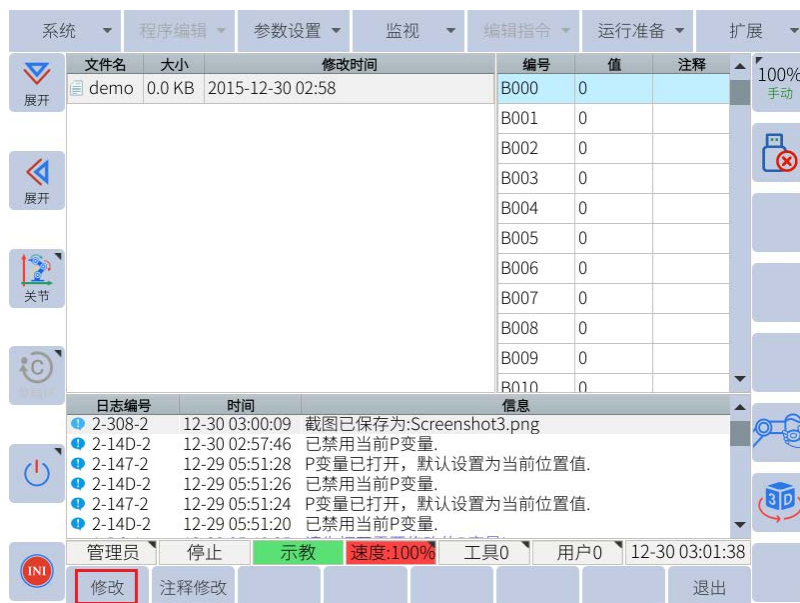 系统 程序编辑 参数设置 监视 编辑指令 运行准备 扩展
文件名 大小 修改时间 编号 值 注释
展开 demo 0.0 KB 2015-12-30 02:58 B000 0 100%
手动
B001 0
B002 0
展开 B003 0
B004 0
B005 0
关节 B006 0
B007 0
B008 0
B009 0
B010 0
日志编号 时间 信息
2-308-2 12-30 03:00:09 截图已保存为:Screenshot3.png
2-14D-2 12-30 02:57:46 已禁用当前P变量.
2-147-2 12-29 05:51:28 P变量已打开，默认设置为当前位置值.
2-14D-2 12-29 05:51:26 已禁用当前P变量.
2-147-2 12-29 05:51:24 P变量已打开，默认设置为当前位置值.
2-14D-2 12-29 05:51:20 已禁用当前P变量.
3D
管理员 停止 示教 速度:100% 工具0 用户0 12-30 03:01:38
INI 修改 注释修改 退出